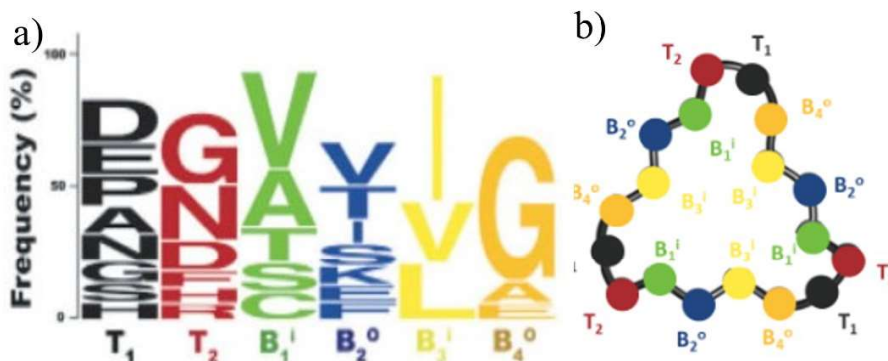 a)
Frequency (%)
100
50
0
D
E
P
A
N
G
S
H
T₁
G
N
D
E
H
R
T₂
V
A
T
S
C
B₁ⁱ
V
T
I
S
K
E
B₂ᵒ
I
V
L
B₃ⁱ
G
A
E
B₄ᵒ
b)
T₂
T₁
B₂ᵒ
B₄ᵒ
B₁ⁱ
B₄ᵒ
B₃ⁱ
B₃ⁱ
B₂ᵒ
B₁ⁱ
B₃ⁱ
B₁ⁱ
T
T₂
B₂ᵒ
B₄ᵒ
T₁